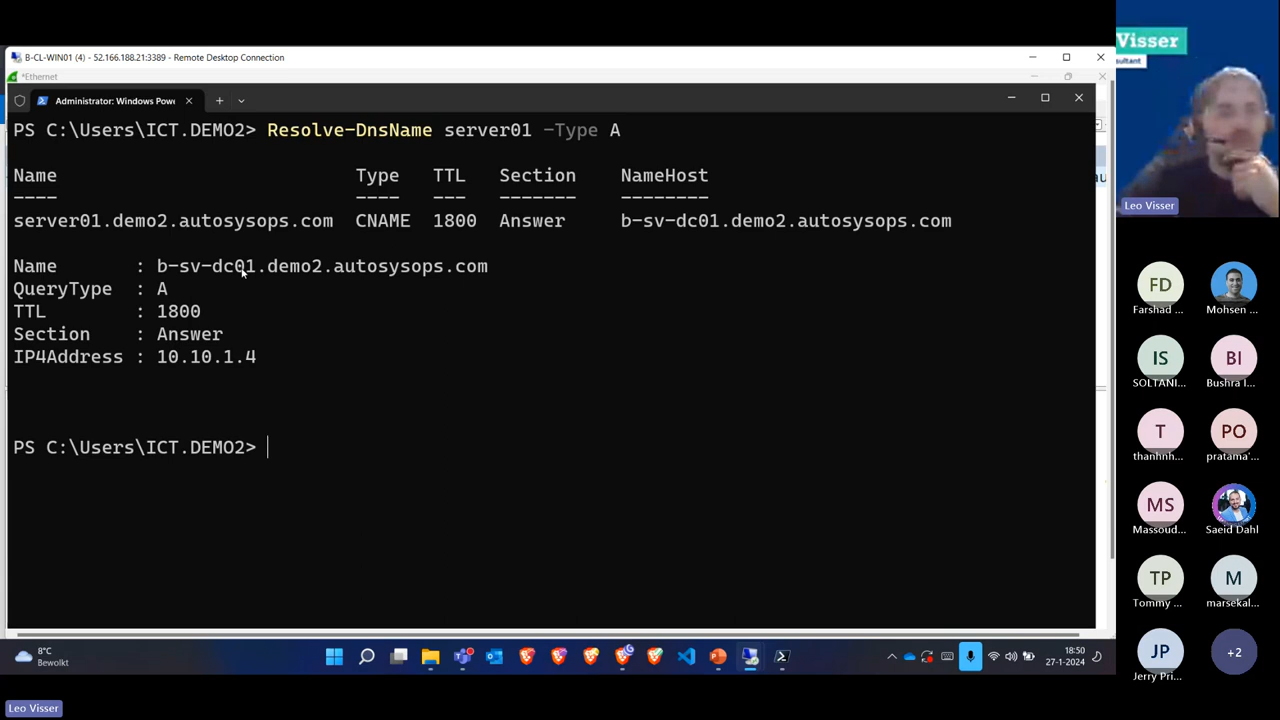 Visser
sultant
B-CL-WIN01 (4) - 52.166.188.21:3389 - Remote Desktop Connection
*Ethernet
Administrator: Windows Powe
PS C:\Users\ICT.DEMO2> Resolve-DnsName server01 -Type A
Name Type TTL Section NameHost
---- ---- --- ------- --------
server01.demo2.autosysops.com CNAME 1800 Answer b-sv-dc01.demo2.autosysops.com
Name : b-sv-dc01.demo2.autosysops.com
QueryType : A
TTL : 1800
Section : Answer
IP4Address : 10.10.1.4
PS C:\Users\ICT.DEMO2>
Leo Visser
FD
Farshad ...
Mohsen ...
IS
SOLTANI...
BI
Bushra I...
T
thanhnh...
PO
pratama'...
MS
Massoud...
Saeid Dahl
TP
Tommy ...
M
marsekal...
JP
Jerry Pri...
+2
8°C
Bewolkt
18:50
27-1-2024
Leo Visser